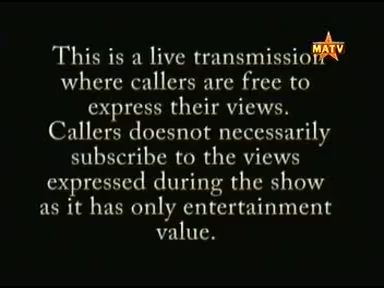 MATV
This is a live transmission
where callers are free to
express their views.
Callers doesnot necessarily
subscribe to the views
expressed during the show
as it has only entertainment
value.